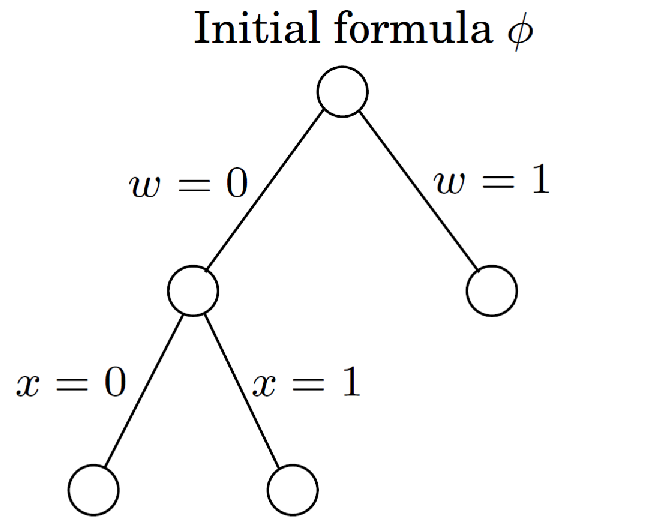 Initial formula ϕ
w = 0
w = 1
x = 0
x = 1